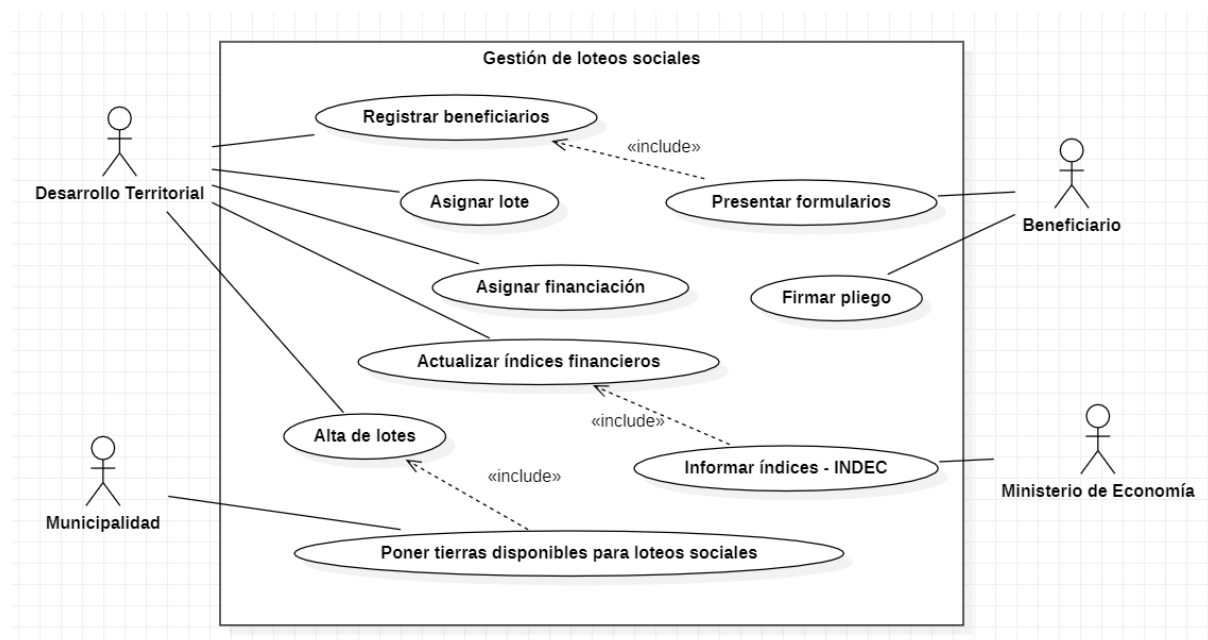 Gestión de loteos sociales
Registrar beneficiarios
«include»
Desarrollo Territorial
Asignar lote
Presentar formularios
Beneficiario
Asignar financiación
Firmar pliego
Actualizar índices financieros
«include»
Alta de lotes
Informar índices - INDEC
«include»
Ministerio de Economía
Municipalidad
Poner tierras disponibles para loteos sociales